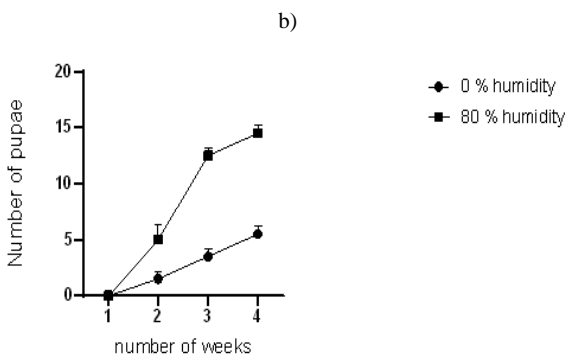 b)
20
15
10
5
0
Number of pupae
1 2 3 4
number of weeks
0 % humidity
80 % humidity